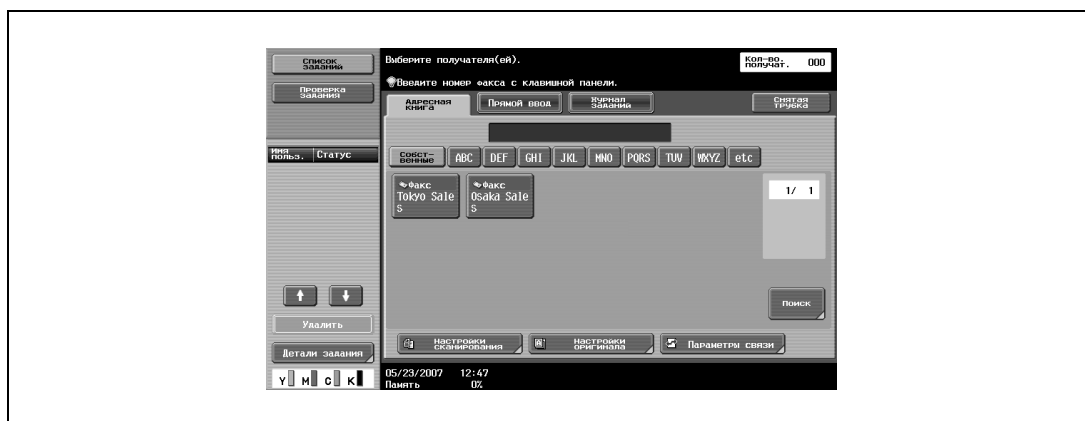 Список
заданий
Проверка
задания
Имя
польз.
Статус
Удалить
Детали задания
Y M C K
Выберите получателя(ей).
Кол-во.
получат.
000
Введите номер факса с клавишной панели.
Адресная
книга
Прямой ввод
Журнал
заданий
Снятая
трубка
Собст-
венные
ABC DEF GHI JKL MNO PQRS TUV WXYZ etc
Факс
Tokyo Sale
s
Факс
Osaka Sale
s
1/ 1
Поиск
Настройки
сканирования
Настройки
оригинала
Параметры связи
05/23/2007 12:47
Память 0%